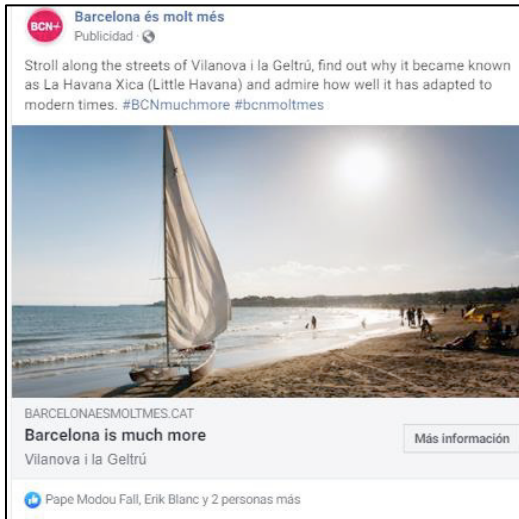 BCN+
Barcelona és molt més
Publicidad ·
Stroll along the streets of Vilanova i la Geltrú, find out why it became known
as La Havana Xica (Little Havana) and admire how well it has adapted to
modern times. #BCNmuchmore #bcnmoltmes
BARCELONAESMOLTMES.CAT
Barcelona is much more
Vilanova i la Geltrú
Más información
Pape Modou Fall, Erik Blanc y 2 personas más